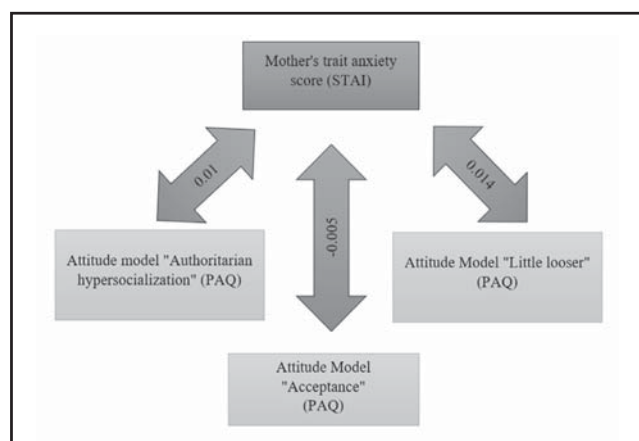 Mother's trait anxiety
score (STAI)
0.01
-0.005
0.014
Attitude model "Authoritarian
hypersocialization" (PAQ)
Attitude Model "Little looser"
(PAQ)
Attitude Model
"Acceptance"
(PAQ)